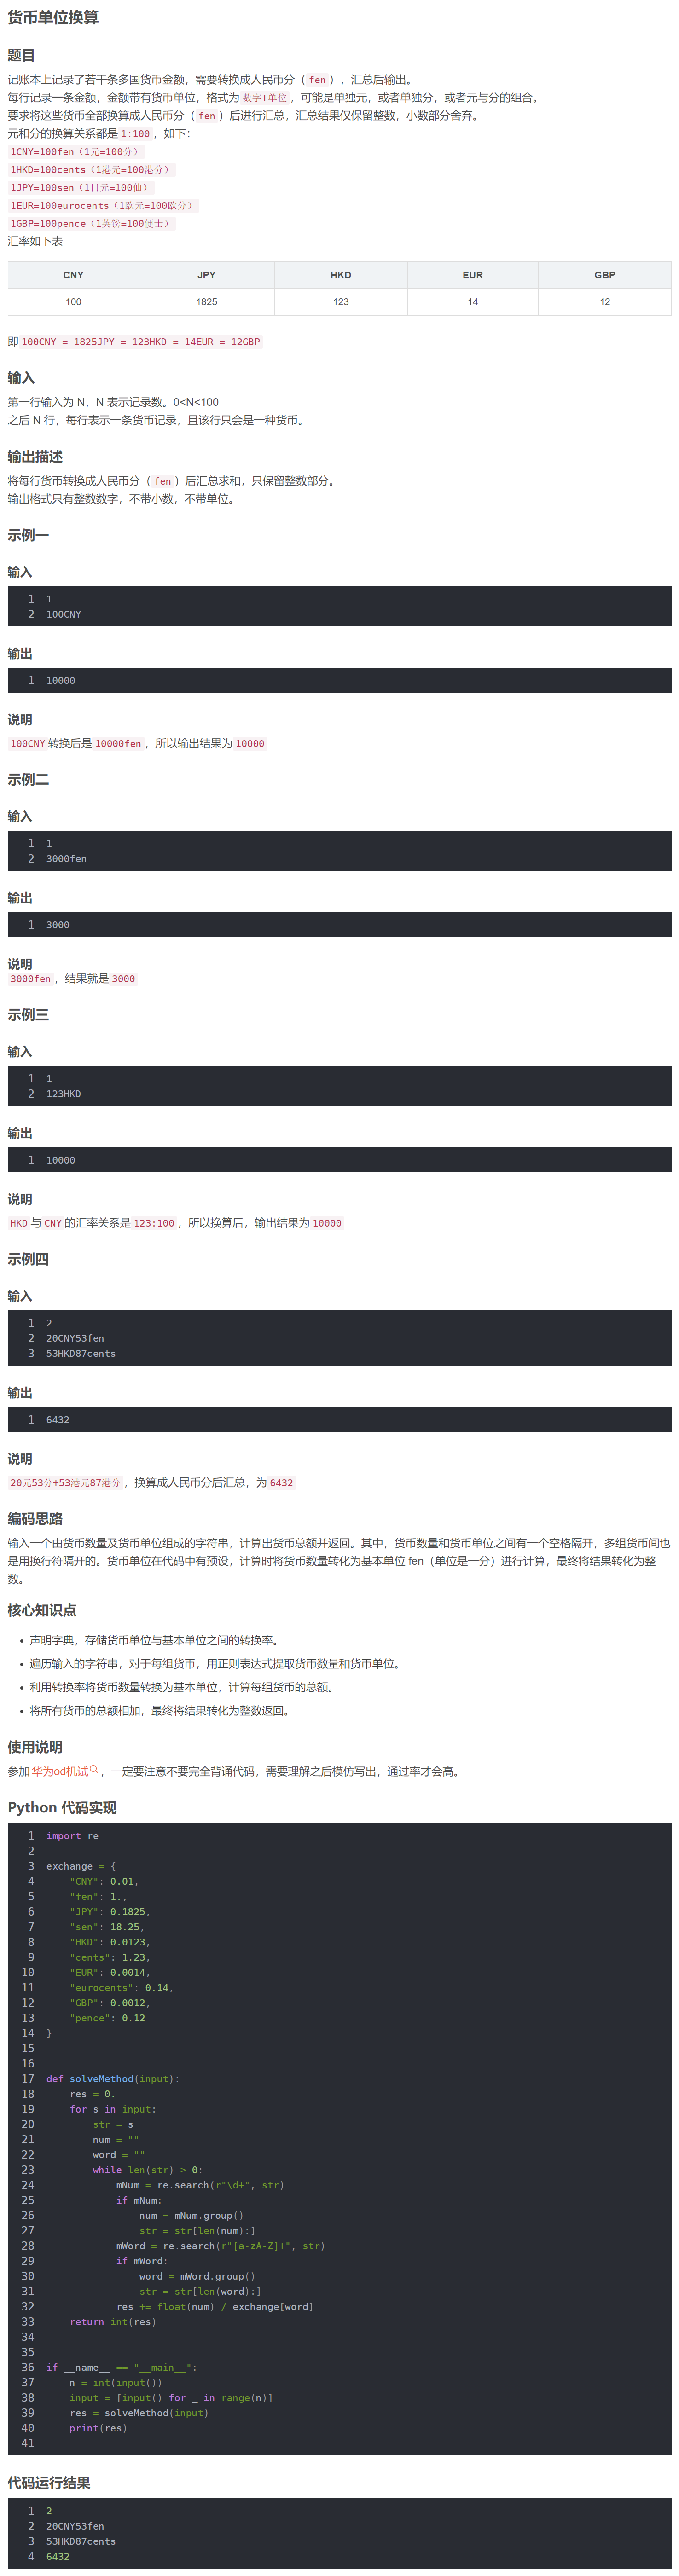 货币单位换算
题目
记账本上记录了若干条多国货币金额，需要转换成人民币分（ fen ），汇总后输出。
每行记录一条金额，金额带有货币单位，格式为 数字+单位 ，可能是单独元，或者单独分，或者元与分的组合。
要求将这些货币全部换算成人民币分（ fen ）后进行汇总，汇总结果仅保留整数，小数部分舍弃。
元和分的换算关系都是 1:100 ，如下：
1CNY=100fen（1元=100分）
1HKD=100cents（1港元=100港分）
1JPY=100sen（1日元=100仙）
1EUR=100eurocents（1欧元=100欧分）
1GBP=100pence（1英镑=100便士）
汇率如下表
CNY JPY HKD EUR GBP
100 1825 123 14 12
即 100CNY = 1825JPY = 123HKD = 14EUR = 12GBP
输入
第一行输入为 N，N 表示记录数。0<N<100
之后 N 行，每行表示一条货币记录，且该行只会是一种货币。
输出描述
将每行货币转换成人民币分（ fen ）后汇总求和，只保留整数部分。
输出格式只有整数数字，不带小数，不带单位。
示例一
输入
1 1
2 100CNY
输出
1 10000
说明
100CNY 转换后是 10000fen ，所以输出结果为 10000
示例二
输入
1 1
2 3000fen
输出
1 3000
说明
3000fen ，结果就是 3000
示例三
输入
1 1
2 123HKD
输出
1 10000
说明
HKD 与 CNY 的汇率关系是 123:100 ，所以换算后，输出结果为 10000
示例四
输入
1 2
2 20CNY53fen
3 53HKD87cents
输出
1 6432
说明
20元53分+53港元87港分 ，换算成人民币分后汇总，为 6432
编码思路
输入一个由货币数量及货币单位组成的字符串，计算出货币总额并返回。其中，货币数量和货币单位之间有一个空格隔开，多组货币间也
是用换行符隔开的。货币单位在代码中有预设，计算时将货币数量转化为基本单位 fen（单位是一分）进行计算，最终将结果转化为整
数。
核心知识点
• 声明字典，存储货币单位与基本单位之间的转换率。
• 遍历输入的字符串，对于每组货币，用正则表达式提取货币数量和货币单位。
• 利用转换率将货币数量转换为基本单位，计算每组货币的总额。
• 将所有货币的总额相加，最终将结果转化为整数返回。
使用说明
参加 华为od机试 ，一定要注意不要完全背诵代码，需要理解之后模仿写出，通过率才会高。
Python 代码实现
1 import re
2
3 exchange = {
4     "CNY": 0.01,
5     "fen": 1.,
6     "JPY": 0.1825,
7     "sen": 18.25,
8     "HKD": 0.0123,
9     "cents": 1.23,
10     "EUR": 0.0014,
11     "eurocents": 0.14,
12     "GBP": 0.0012,
13     "pence": 0.12
14 }
15
16
17 def solveMethod(input):
18     res = 0.
19     for s in input:
20         str = s
21         num = ""
22         word = ""
23         while len(str) > 0:
24             mNum = re.search(r"\d+", str)
25             if mNum:
26                 num = mNum.group()
27                 str = str[len(num):]
28             mWord = re.search(r"[a-zA-Z]+", str)
29             if mWord:
30                 word = mWord.group()
31                 str = str[len(word):]
32             res += float(num) / exchange[word]
33     return int(res)
34
35
36 if __name__ == "__main__":
37     n = int(input())
38     input = [input() for _ in range(n)]
39     res = solveMethod(input)
40     print(res)
41
代码运行结果
1 2
2 20CNY53fen
3 53HKD87cents
4 6432